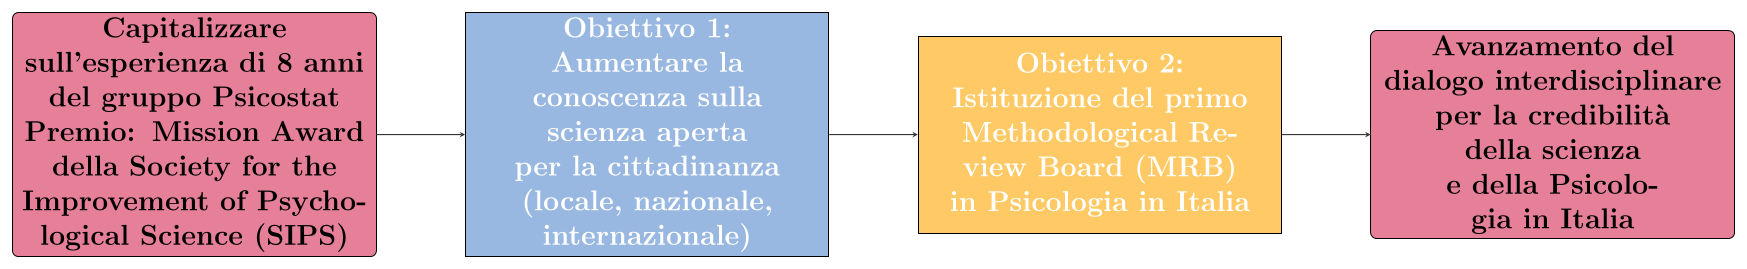 Capitalizzare
sull'esperienza di 8 anni
del gruppo Psicostat
Premio: Mission Award
della Society for the
Improvement of Psycho-
logical Science (SIPS)
Obiettivo 1:
Aumentare la
conoscenza sulla
scienza aperta
per la cittadinanza
(locale, nazionale,
internazionale)
Obiettivo 2:
Istituzione del primo
Methodological Re-
view Board (MRB)
in Psicologia in Italia
Avanzamento del
dialogo interdisciplinare
per la credibilità
della scienza
e della Psicolo-
gia in Italia